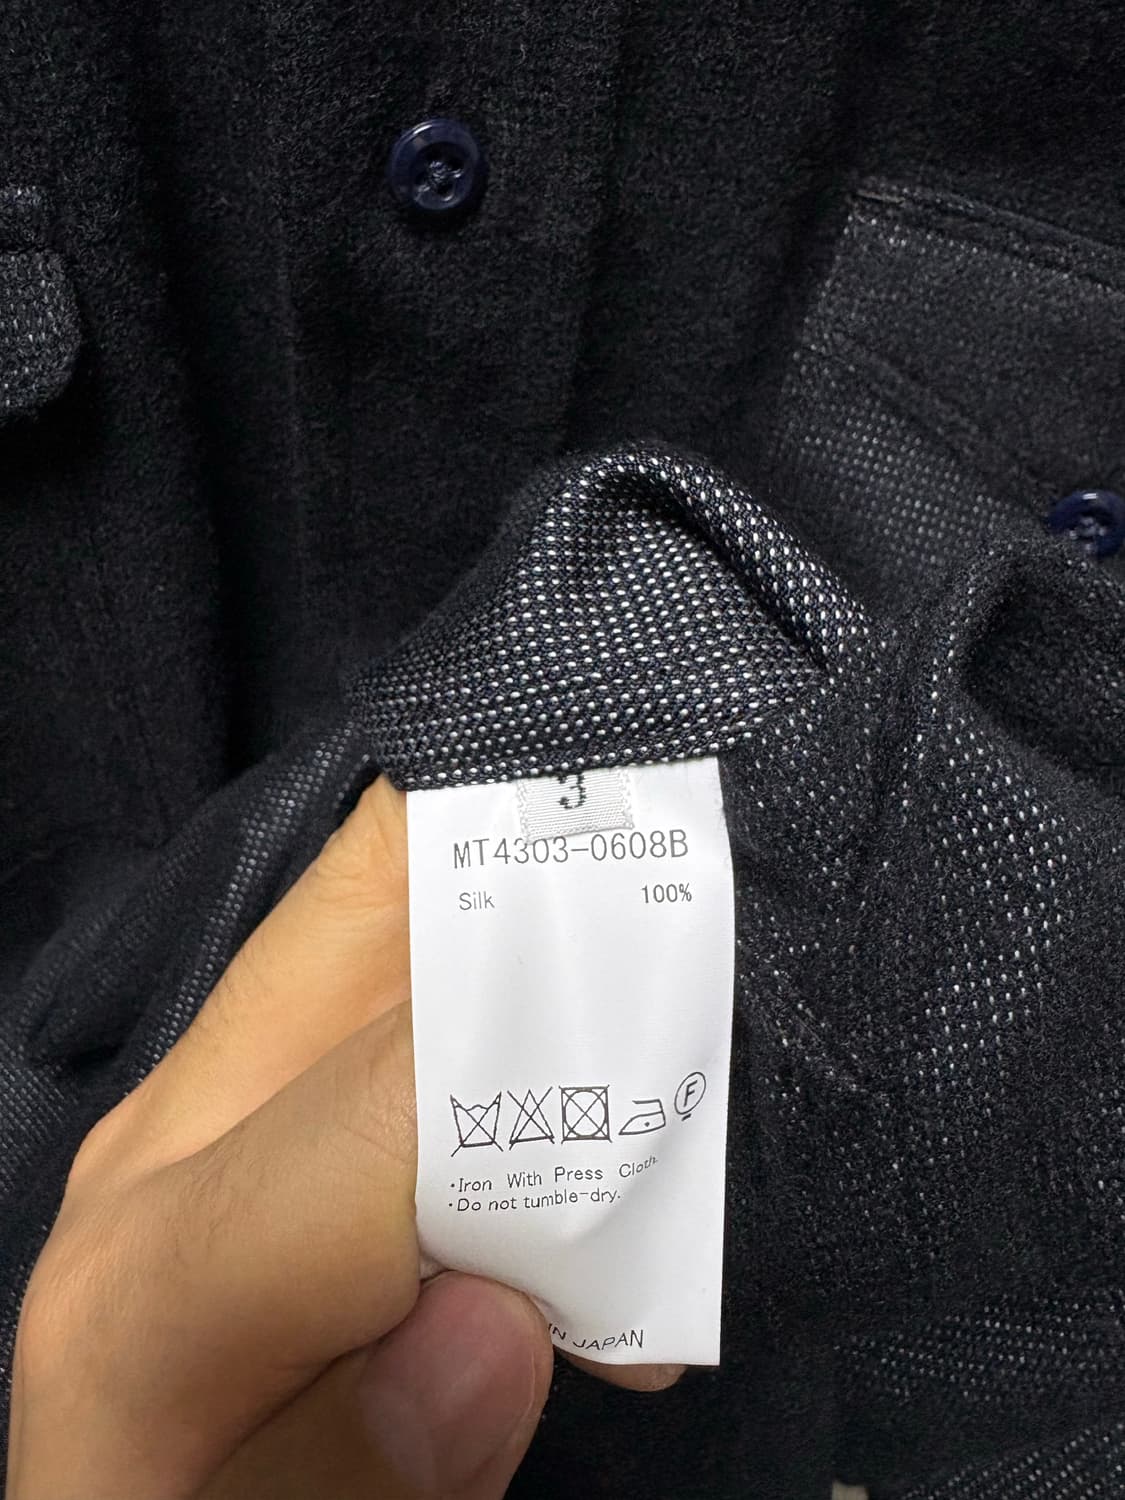 3
MT4303-0608B
Silk 100%
F
・Iron With Press Cloth.
・Do not tumble-dry.
IN JAPAN